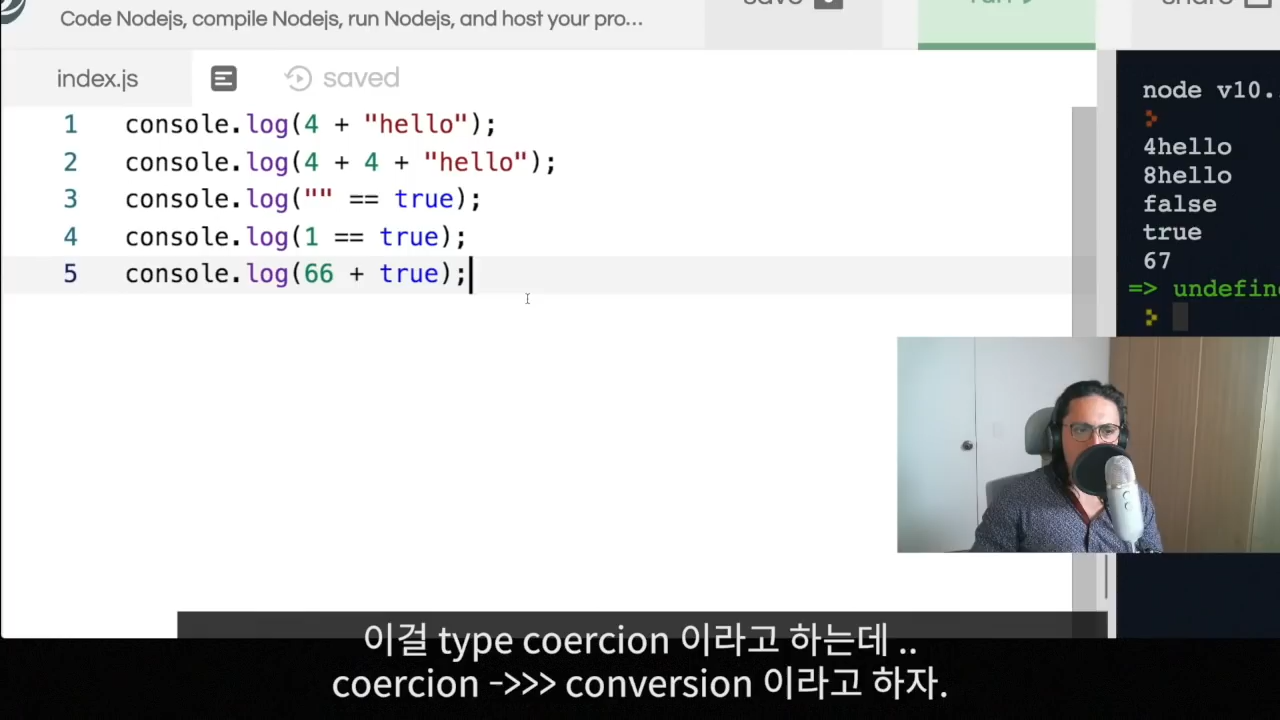 Code Nodejs, compile Nodejs, run Nodejs, and host your pro...
index.js
saved
1 console.log(4 + "hello");
2 console.log(4 + 4 + "hello");
3 console.log("" == true);
4 console.log(1 == true);
5 console.log(66 + true);
node v10.
4hello
8hello
false
true
67
=> undefine
이걸 type coercion 이라고 하는데 ..
coercion ->>> conversion 이라고 하자.